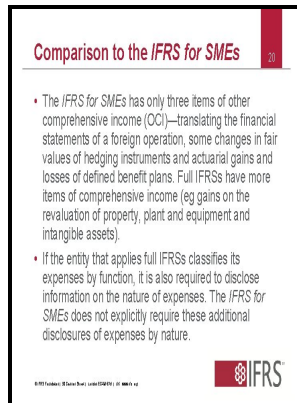 Comparison to the IFRS for SMEs
20
• The IFRS for SMEs has only three items of other
comprehensive income (OCI)—translating the financial
statements of a foreign operation, some changes in fair
values of hedging instruments and actuarial gains and
losses of defined benefit plans. Full IFRSs have more
items of comprehensive income (eg gains on the
revaluation of property, plant and equipment and
intangible assets).
• If the entity that applies full IFRSs classifies its
expenses by function, it is also required to disclose
information on the nature of expenses. The IFRS for
SMEs does not explicitly require these additional
disclosures of expenses by nature.
IFRS